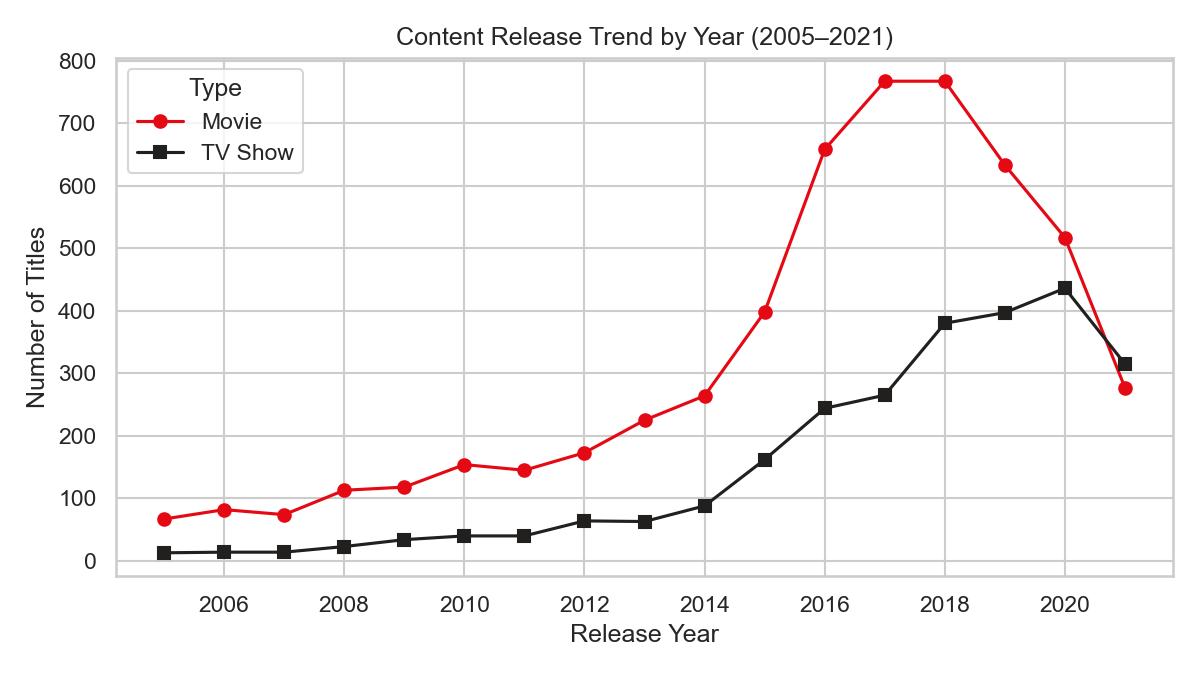 Content Release Trend by Year (2005–2021)
Type
Movie
TV Show
Number of Titles
800
700
600
500
400
300
200
100
0
2006 2008 2010 2012 2014 2016 2018 2020
Release Year